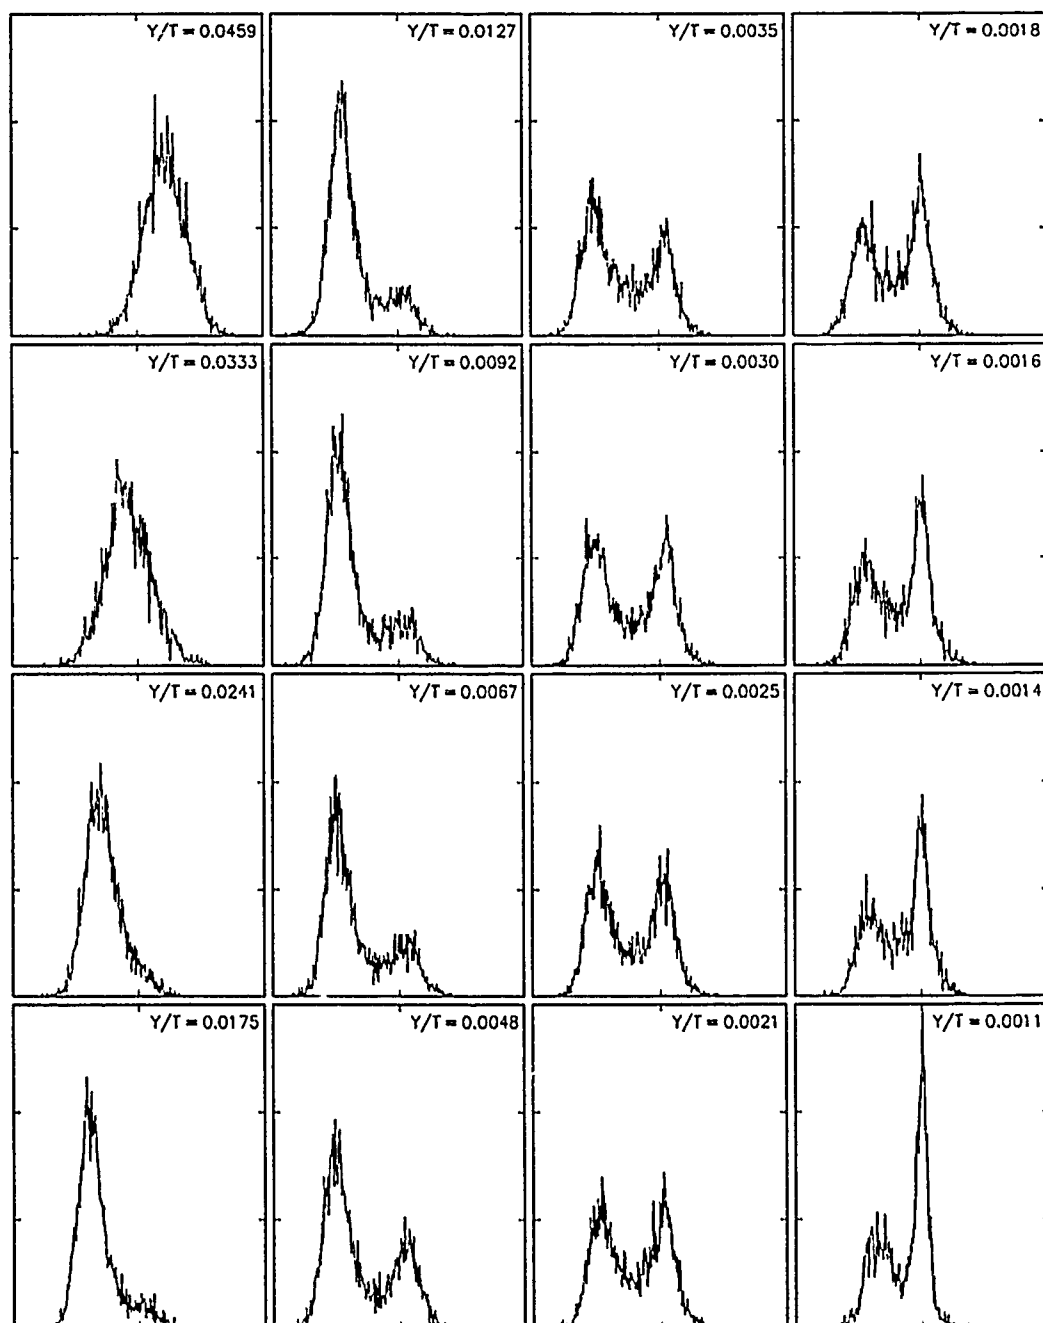 Y/T = 0.0459
Y/T = 0.0127
Y/T = 0.0035
Y/T = 0.0018
Y/T = 0.0333
Y/T = 0.0092
Y/T = 0.0030
Y/T = 0.0016
Y/T = 0.0241
Y/T = 0.0067
Y/T = 0.0025
Y/T = 0.0014
Y/T = 0.0175
Y/T = 0.0048
Y/T = 0.0021
Y/T = 0.0011